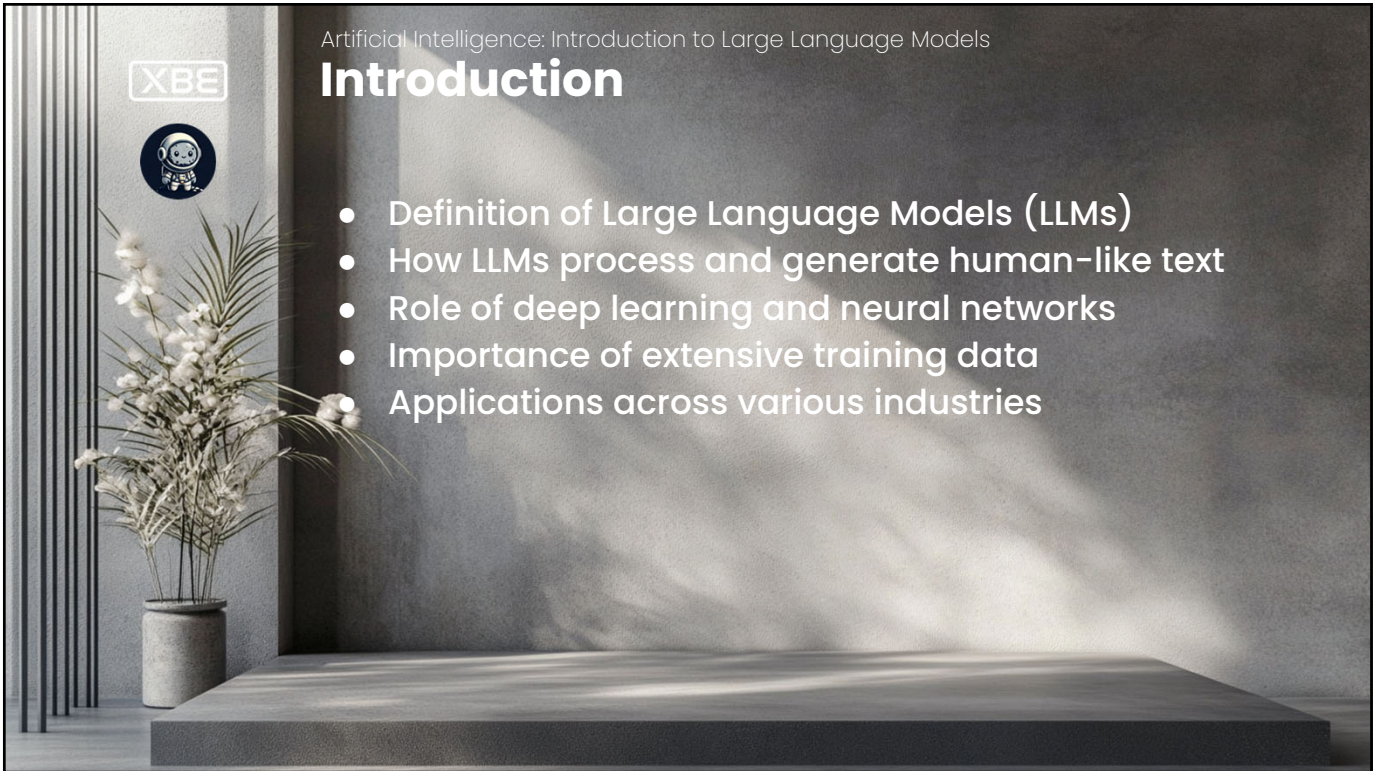 Artificial Intelligence: Introduction to Large Language Models
XBE
Introduction
● Definition of Large Language Models (LLMs)
● How LLMs process and generate human-like text
● Role of deep learning and neural networks
● Importance of extensive training data
● Applications across various industries